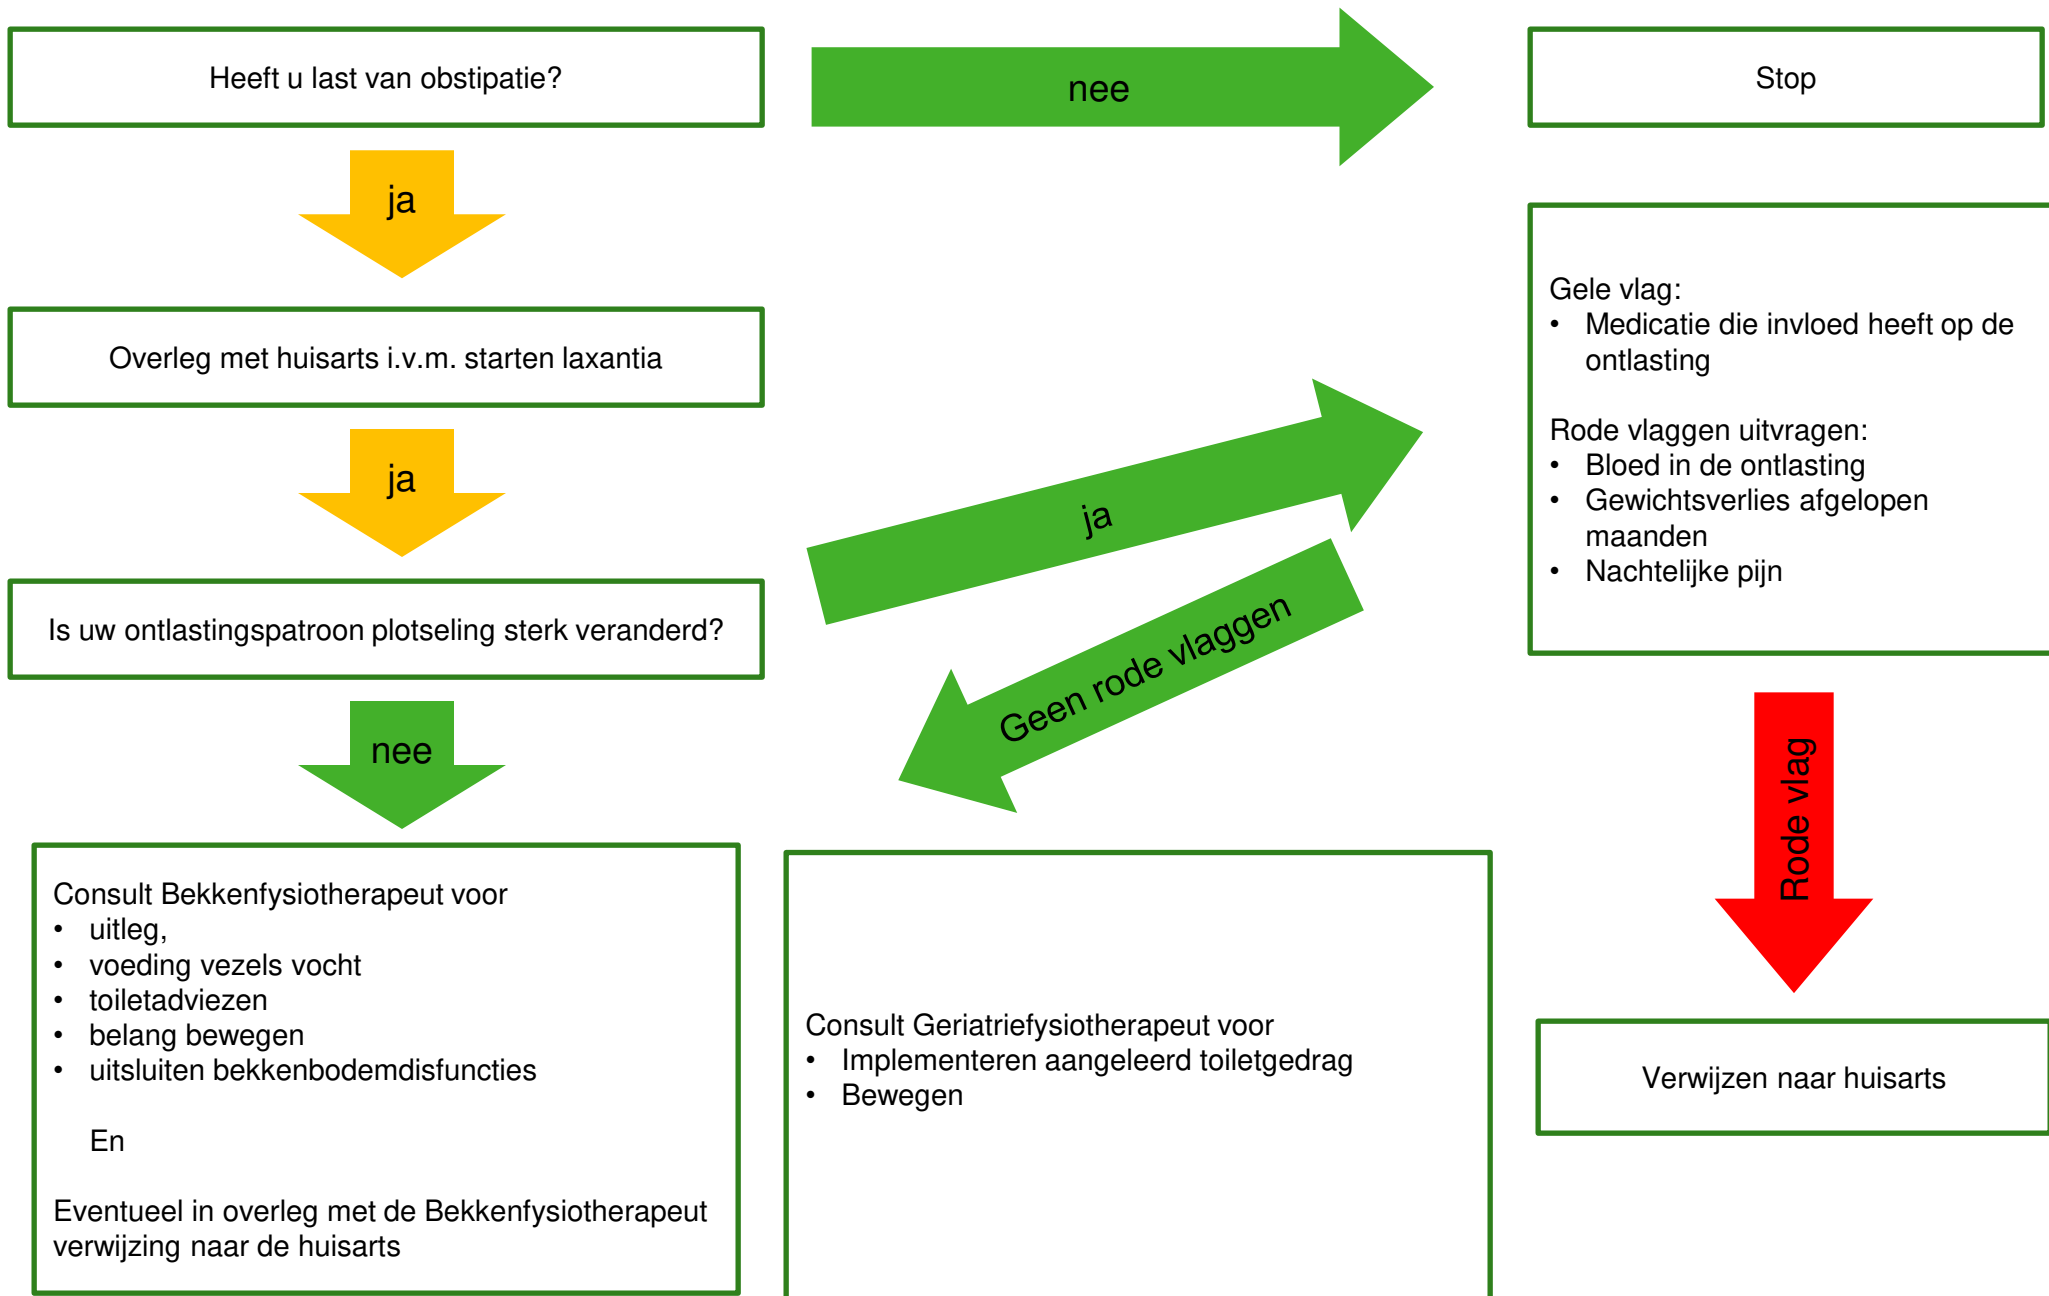 Heeft u last van obstipatie?
nee
Stop
ja
Overleg met huisarts i.v.m. starten laxantia
ja
Is uw ontlastingspatroon plotseling sterk veranderd?
ja
Gele vlag:
• Medicatie die invloed heeft op de
ontlasting
Rode vlaggen uitvragen:
• Bloed in de ontlasting
• Gewichtsverlies afgelopen
maanden
• Nachtelijke pijn
Geen rode vlaggen
nee
Rode vlag
Consult Bekkenfysiotherapeut voor
• uitleg,
• voeding vezels vocht
• toiletadviezen
• belang bewegen
• uitsluiten bekkenbodemdisfuncties
En
Eventueel in overleg met de Bekkenfysiotherapeut
verwijzing naar de huisarts
Consult Geriatriefysiotherapeut voor
• Implementeren aangeleerd toiletgedrag
• Bewegen
Verwijzen naar huisarts